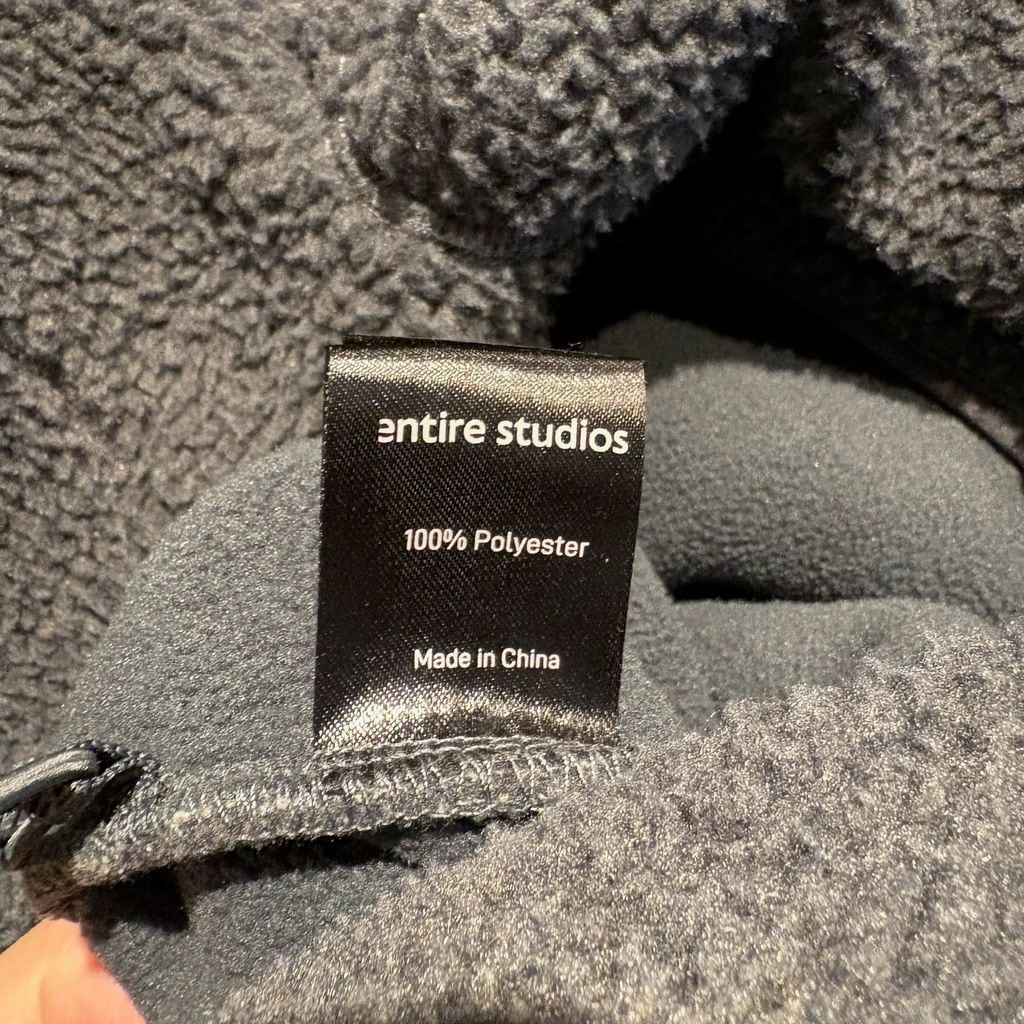 entire studios
100% Polyester
Made in China